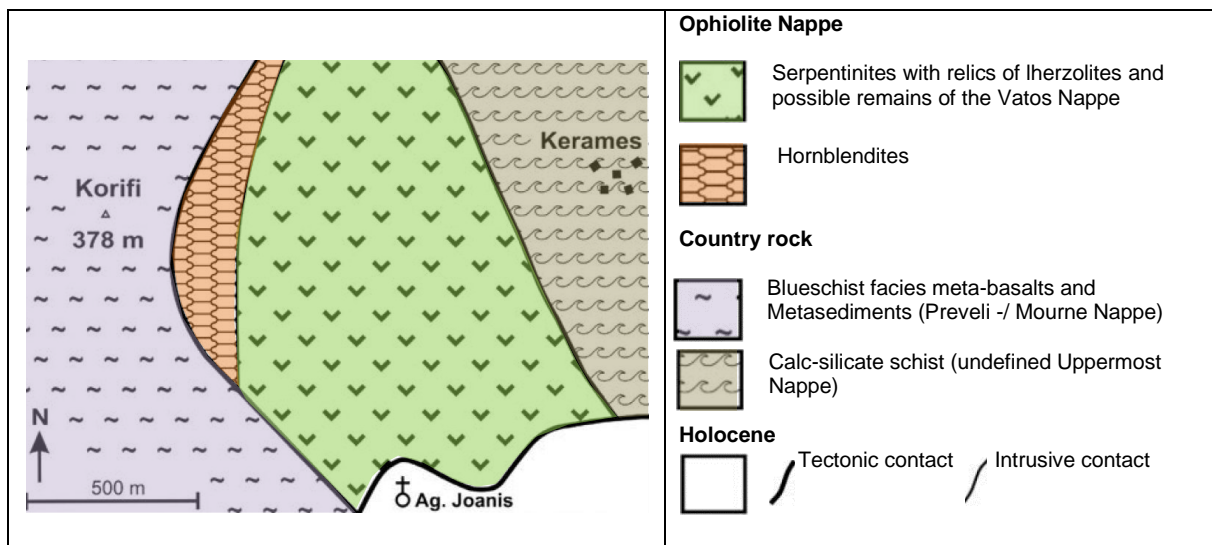 Kerames
Korifi
378 m
N
500 m
Ag. Joanis
Ophiolite Nappe
Serpentinites with relics of lherzolites and
possible remains of the Vatos Nappe
Hornblendites
Country rock
Blueschist facies meta-basalts and
Metasediments (Preveli -/ Mourne Nappe)
Calc-silicate schist (undefined Uppermost
Nappe)
Holocene
Tectonic contact
Intrusive contact